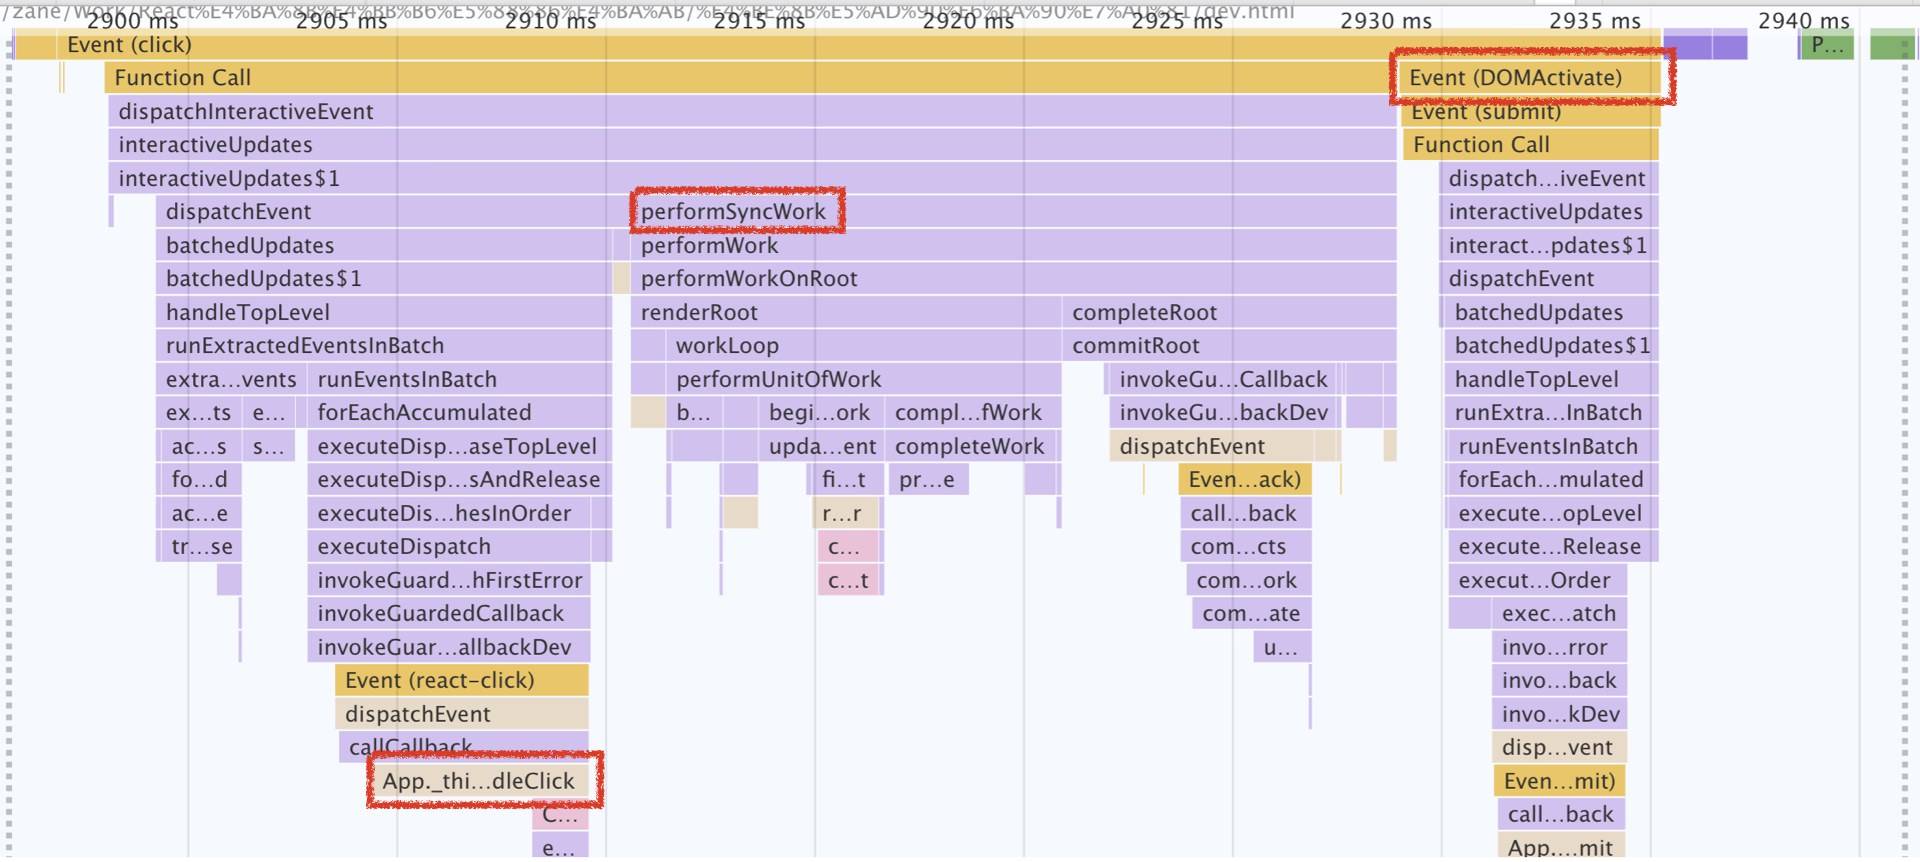 /zane/Work/React%E4%BA%8B%E4%BB%B6%E5%88%86%E4%BA%AB/%E4%BE%8B%E5%AD%90%E6%BA%90%E7%A0%81/dev.html
2900 ms 2905 ms 2910 ms 2915 ms 2920 ms 2925 ms 2930 ms 2935 ms 2940 ms
Event (click) P...
Function Call Event (DOMActivate)
dispatchInteractiveEvent Event (submit)
interactiveUpdates Function Call
interactiveUpdates$1 dispatch...iveEvent
dispatchEvent performSyncWork interactiveUpdates
batchedUpdates performWork interact...pdates$1
batchedUpdates$1 performWorkOnRoot dispatchEvent
handleTopLevel renderRoot completeRoot batchedUpdates
runExtractedEventsInBatch workLoop commitRoot batchedUpdates$1
extra...vents runEventsInBatch performUnitOfWork invokeGu...Callback handleTopLevel
ex...ts e... forEachAccumulated b... begi...ork compl...fWork invokeGu...backDev runExtra...InBatch
ac...s s... executeDisp...aseTopLevel upda...ent completeWork dispatchEvent runEventsInBatch
fo...d executeDisp...sAndRelease fi...t pr...e Even...ack) forEach...mulated
ac...e executeDis...hesInOrder r...r call...back execute...opLevel
tr...se executeDispatch c... com...cts execute...Release
invokeGuard...hFirstError c...t com...ork execut...Order
invokeGuardedCallback com...ate exec...atch
invokeGuar...allbackDev u... invo...rror
Event (react-click) invo...back
dispatchEvent invo...kDev
callCallback disp...vent
App._thi...dleClick Even...mit)
C... call...back
e... App....mit